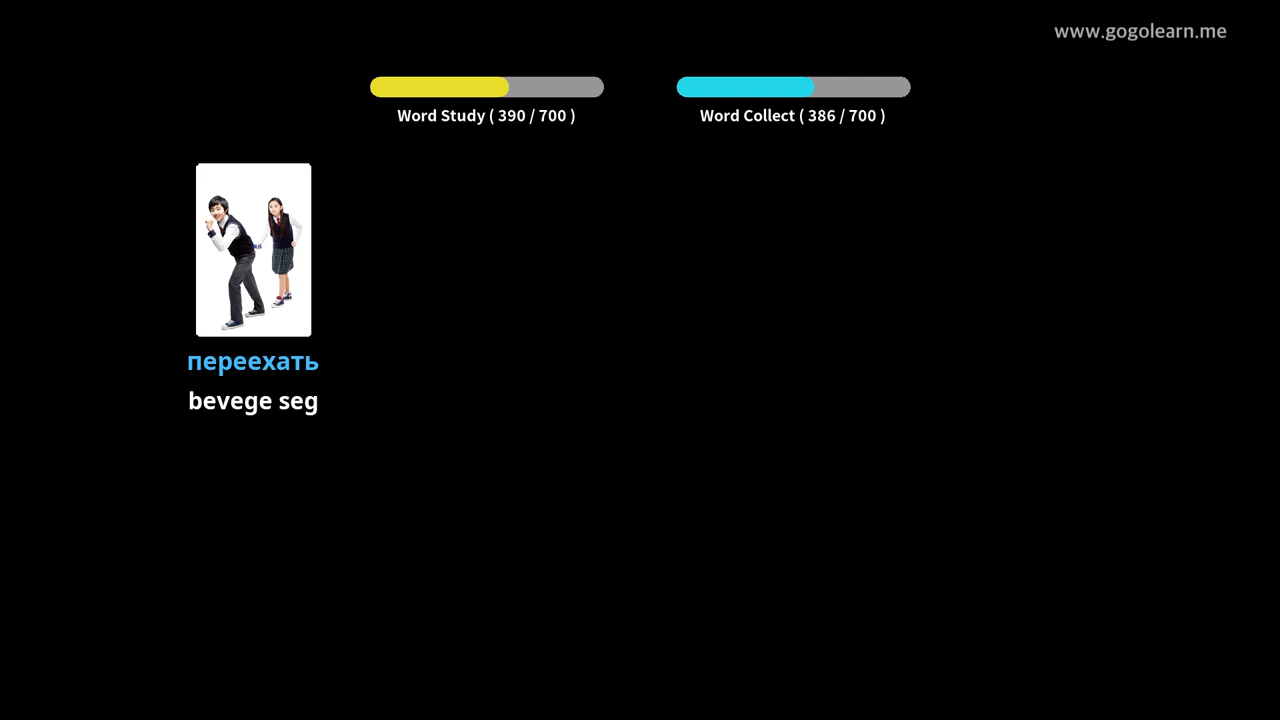 www.gogolearn.me
Word Study ( 390 / 700 )
Word Collect ( 386 / 700 )
переехать
bevege seg